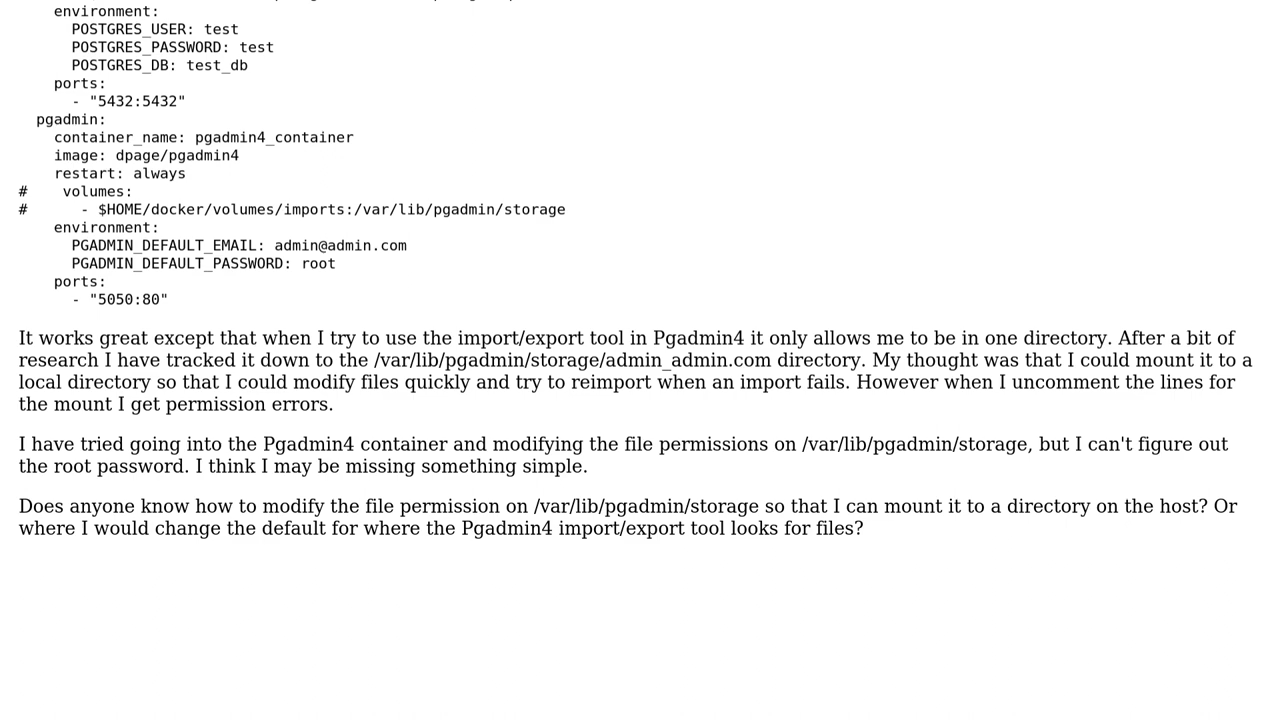 environment:
      POSTGRES_USER: test
      POSTGRES_PASSWORD: test
      POSTGRES_DB: test_db
    ports:
      - "5432:5432"
  pgadmin:
    container_name: pgadmin4_container
    image: dpage/pgadmin4
    restart: always
#    volumes:
#      - $HOME/docker/volumes/imports:/var/lib/pgadmin/storage
    environment:
      PGADMIN_DEFAULT_EMAIL: admin@admin.com
      PGADMIN_DEFAULT_PASSWORD: root
    ports:
      - "5050:80"
It works great except that when I try to use the import/export tool in Pgadmin4 it only allows me to be in one directory. After a bit of
research I have tracked it down to the /var/lib/pgadmin/storage/admin_admin.com directory. My thought was that I could mount it to a
local directory so that I could modify files quickly and try to reimport when an import fails. However when I uncomment the lines for
the mount I get permission errors.
I have tried going into the Pgadmin4 container and modifying the file permissions on /var/lib/pgadmin/storage, but I can't figure out
the root password. I think I may be missing something simple.
Does anyone know how to modify the file permission on /var/lib/pgadmin/storage so that I can mount it to a directory on the host? Or
where I would change the default for where the Pgadmin4 import/export tool looks for files?